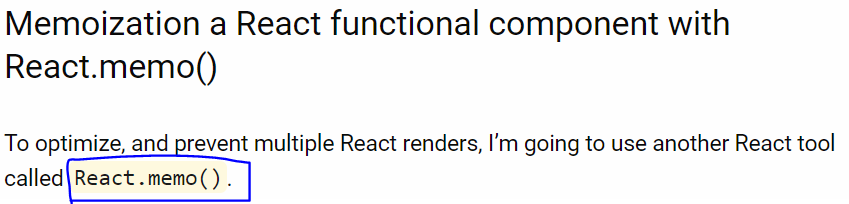 Memoization a React functional component with
React.memo()
To optimize, and prevent multiple React renders, I’m going to use another React tool
called React.memo().